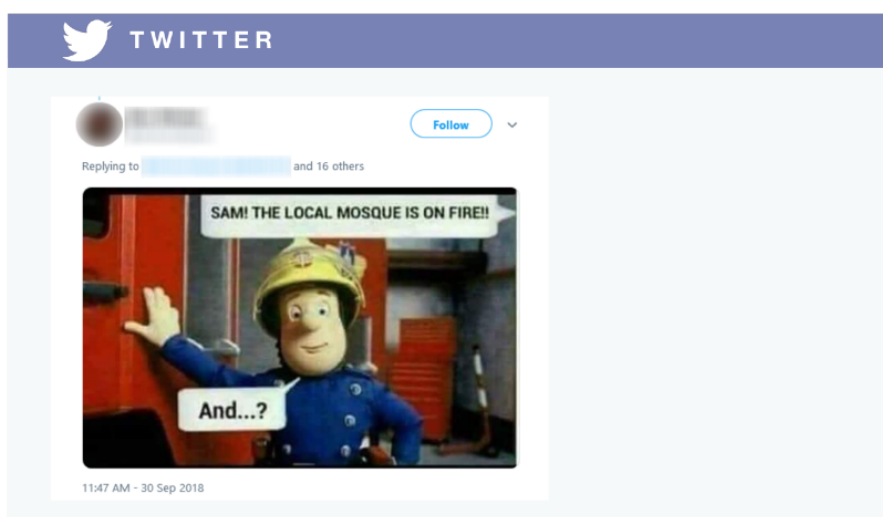 TWITTER
Follow
Replying to
and 16 others
SAM! THE LOCAL MOSQUE IS ON FIRE!!
And...?
11:47 AM - 30 Sep 2018